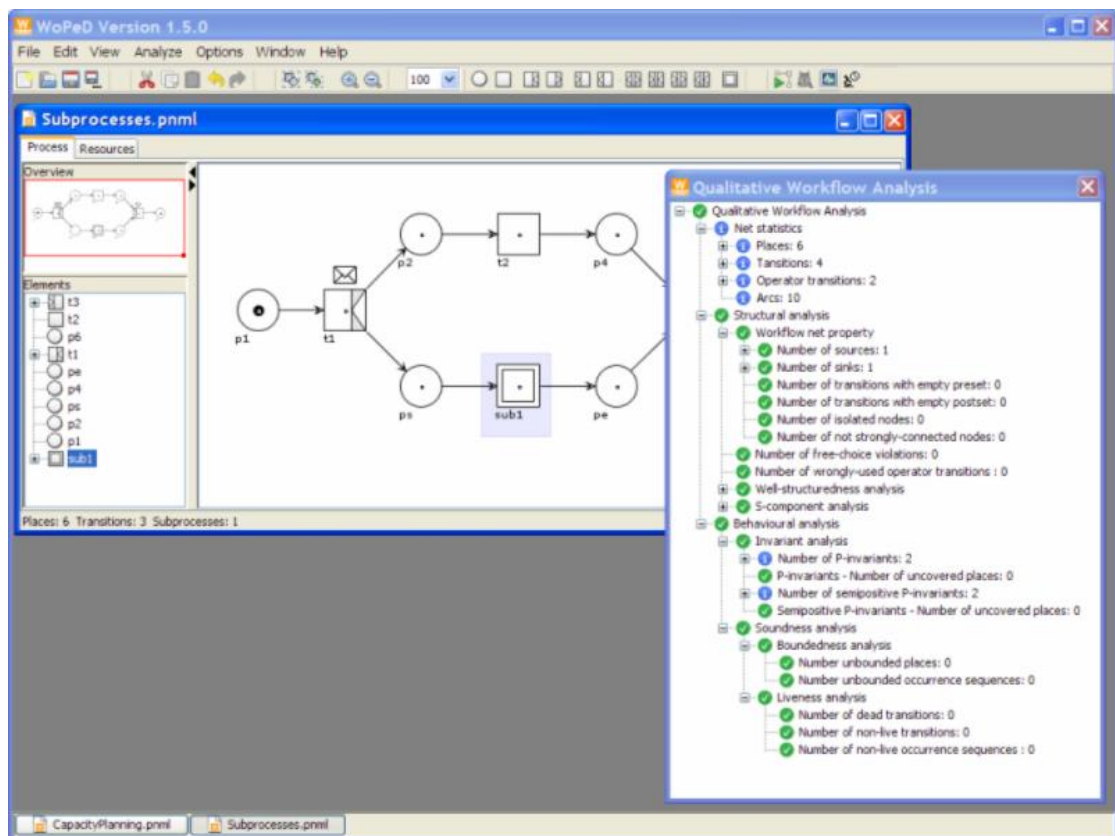 WoPeD Version 1.5.0
File Edit View Analyze Options Window Help
100
Subprocesses.pnml
Process Resources
Overview
Elements
t3
t2
p6
t1
pe
p4
ps
p2
p1
sub1
p1
t1
p2
t2
p4
ps
sub1
pe
Places: 6 Transitions: 3 Subprocesses: 1
Qualitative Workflow Analysis
Qualitative Workflow Analysis
Net statistics
Places: 6
Tansitions: 4
Operator transitions: 2
Arcs: 10
Structural analysis
Workflow net property
Number of sources: 1
Number of sinks: 1
Number of transitions with empty preset: 0
Number of transitions with empty postset: 0
Number of isolated nodes: 0
Number of not strongly-connected nodes: 0
Number of free-choice violations: 0
Number of wrongly-used operator transitions : 0
Well-structuredness analysis
S-component analysis
Behavioural analysis
Invariant analysis
Number of P-invariants: 2
P-invariants - Number of uncovered places: 0
Number of semipositive P-invariants: 2
Semipositive P-invariants - Number of uncovered places: 0
Soundness analysis
Boundedness analysis
Number unbounded places: 0
Number unbounded occurrence sequences: 0
Liveness analysis
Number of dead transitions: 0
Number of non-live transitions: 0
Number of non-live occurrence sequences : 0
CapacityPlanning.pnml Subprocesses.pnml